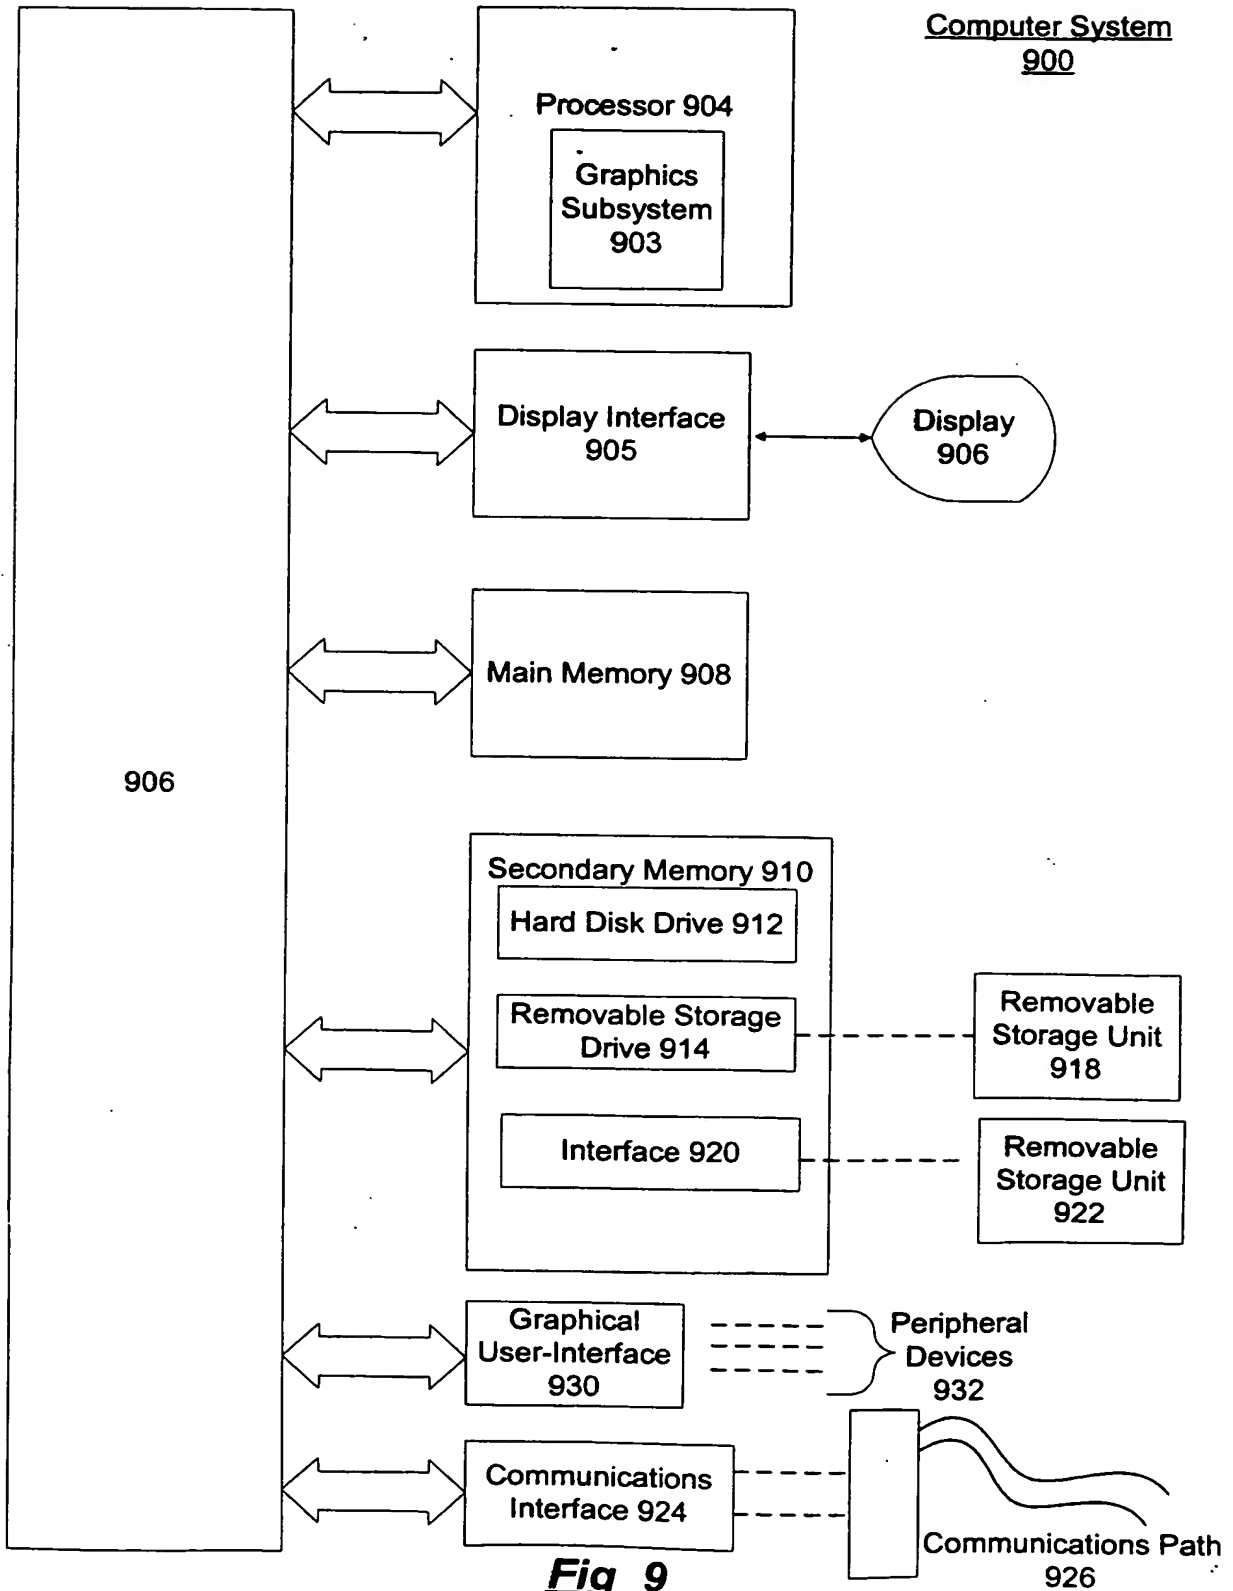 Computer System
900
Processor 904
Graphics
Subsystem
903
Display Interface
905
Display
906
Main Memory 908
906
Secondary Memory 910
Hard Disk Drive 912
Removable Storage
Drive 914
Removable
Storage Unit
918
Interface 920
Removable
Storage Unit
922
Graphical
User-Interface
930
Peripheral
Devices
932
Communications
Interface 924
Communications Path
926
Fig 9